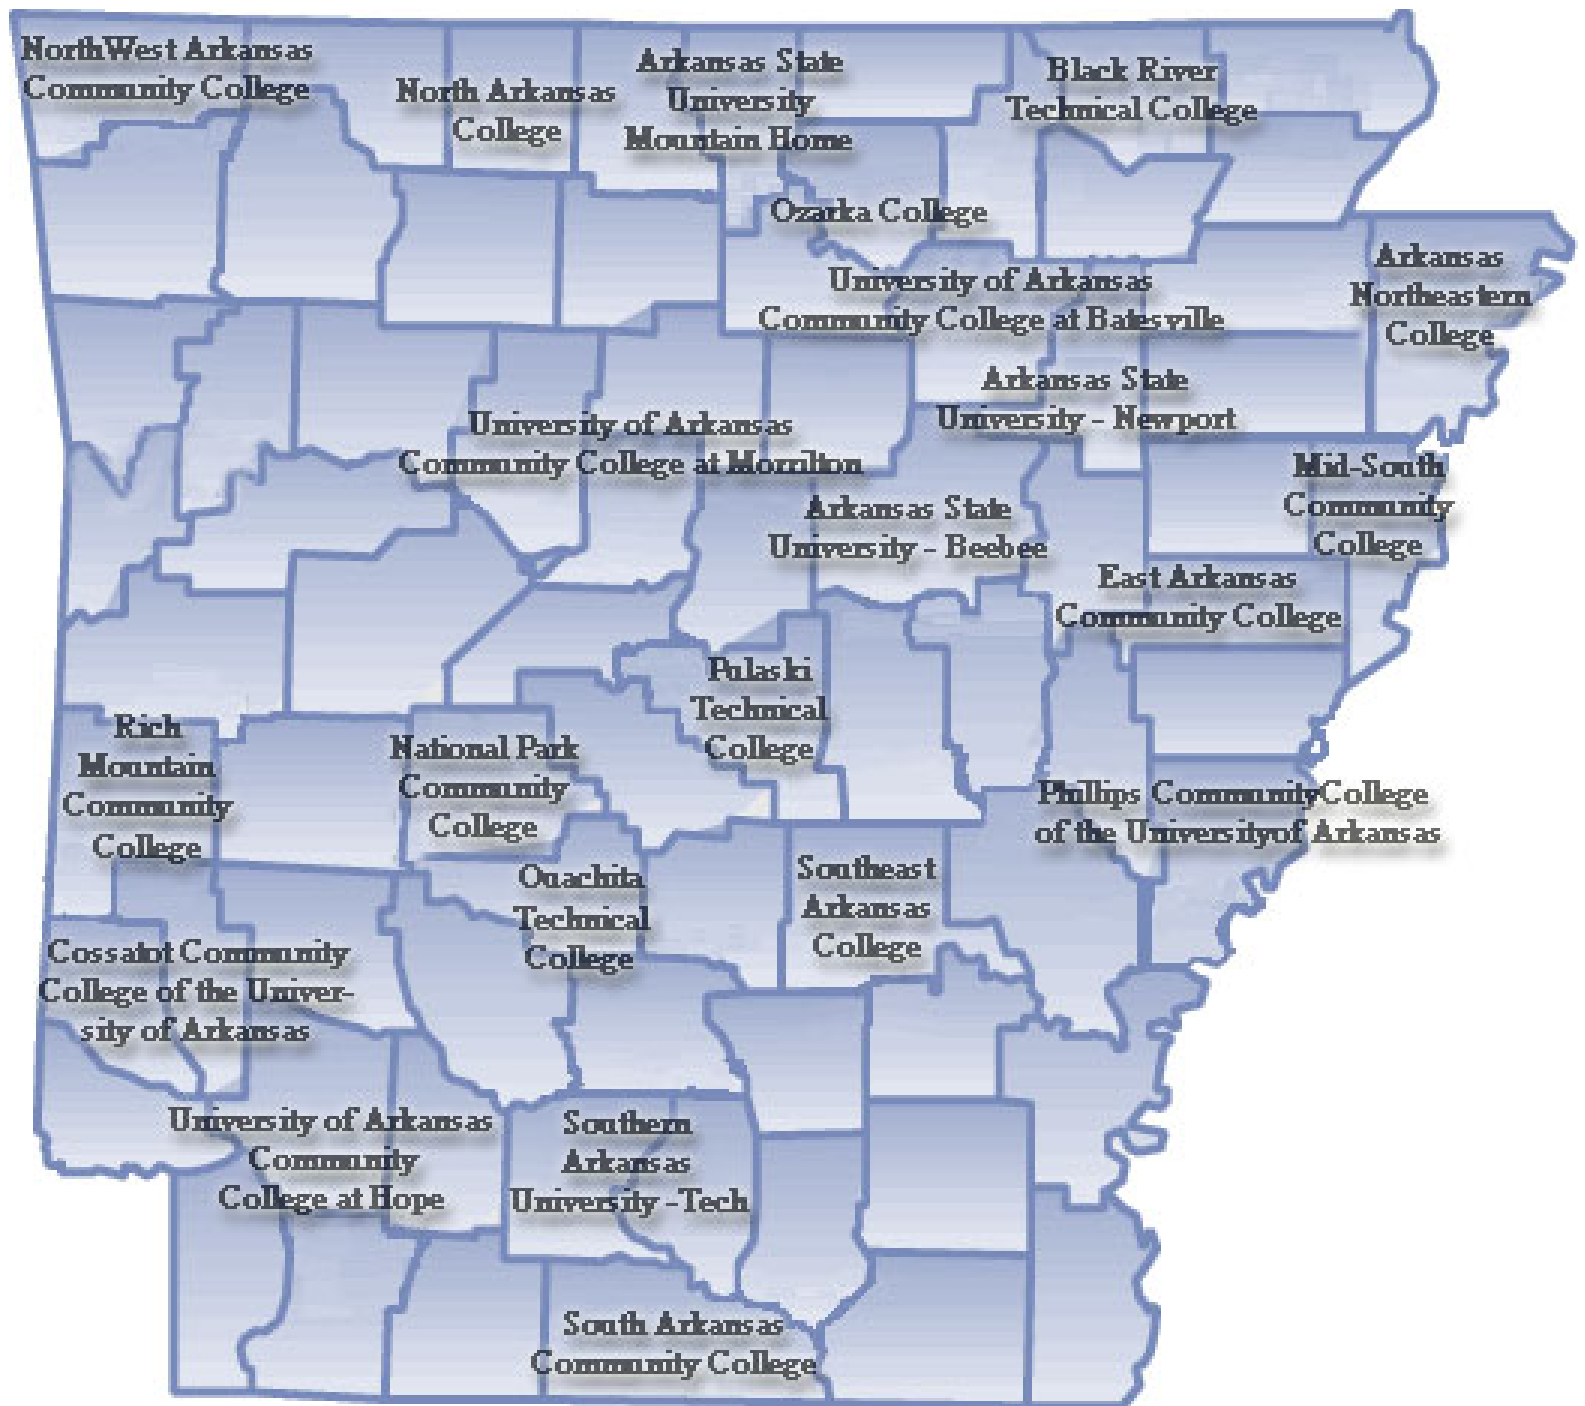 NorthWest Arkansas
Community College
North Arkansas
College
Arkansas State
University
Mountain Home
Black River
Technical College
Ozarka College
University of Arkansas
Community College at Batesville
Arkansas
Northeastern
College
Arkansas State
University - Newport
University of Arkansas
Community College at Morrilton
Mid-South
Community
College
Arkansas State
University - Beebee
East Arkansas
Community College
Pulaski
Technical
College
Rich
Mountain
Community
College
National Park
Community
College
Phillips Community College
of the Universityof Arkansas
Ouachita
Technical
College
Southeast
Arkansas
College
Cossatot Community
College of the Univer-
sity of Arkansas
University of Arkansas
Community
College at Hope
Southern
Arkansas
University -Tech
South Arkansas
Community College